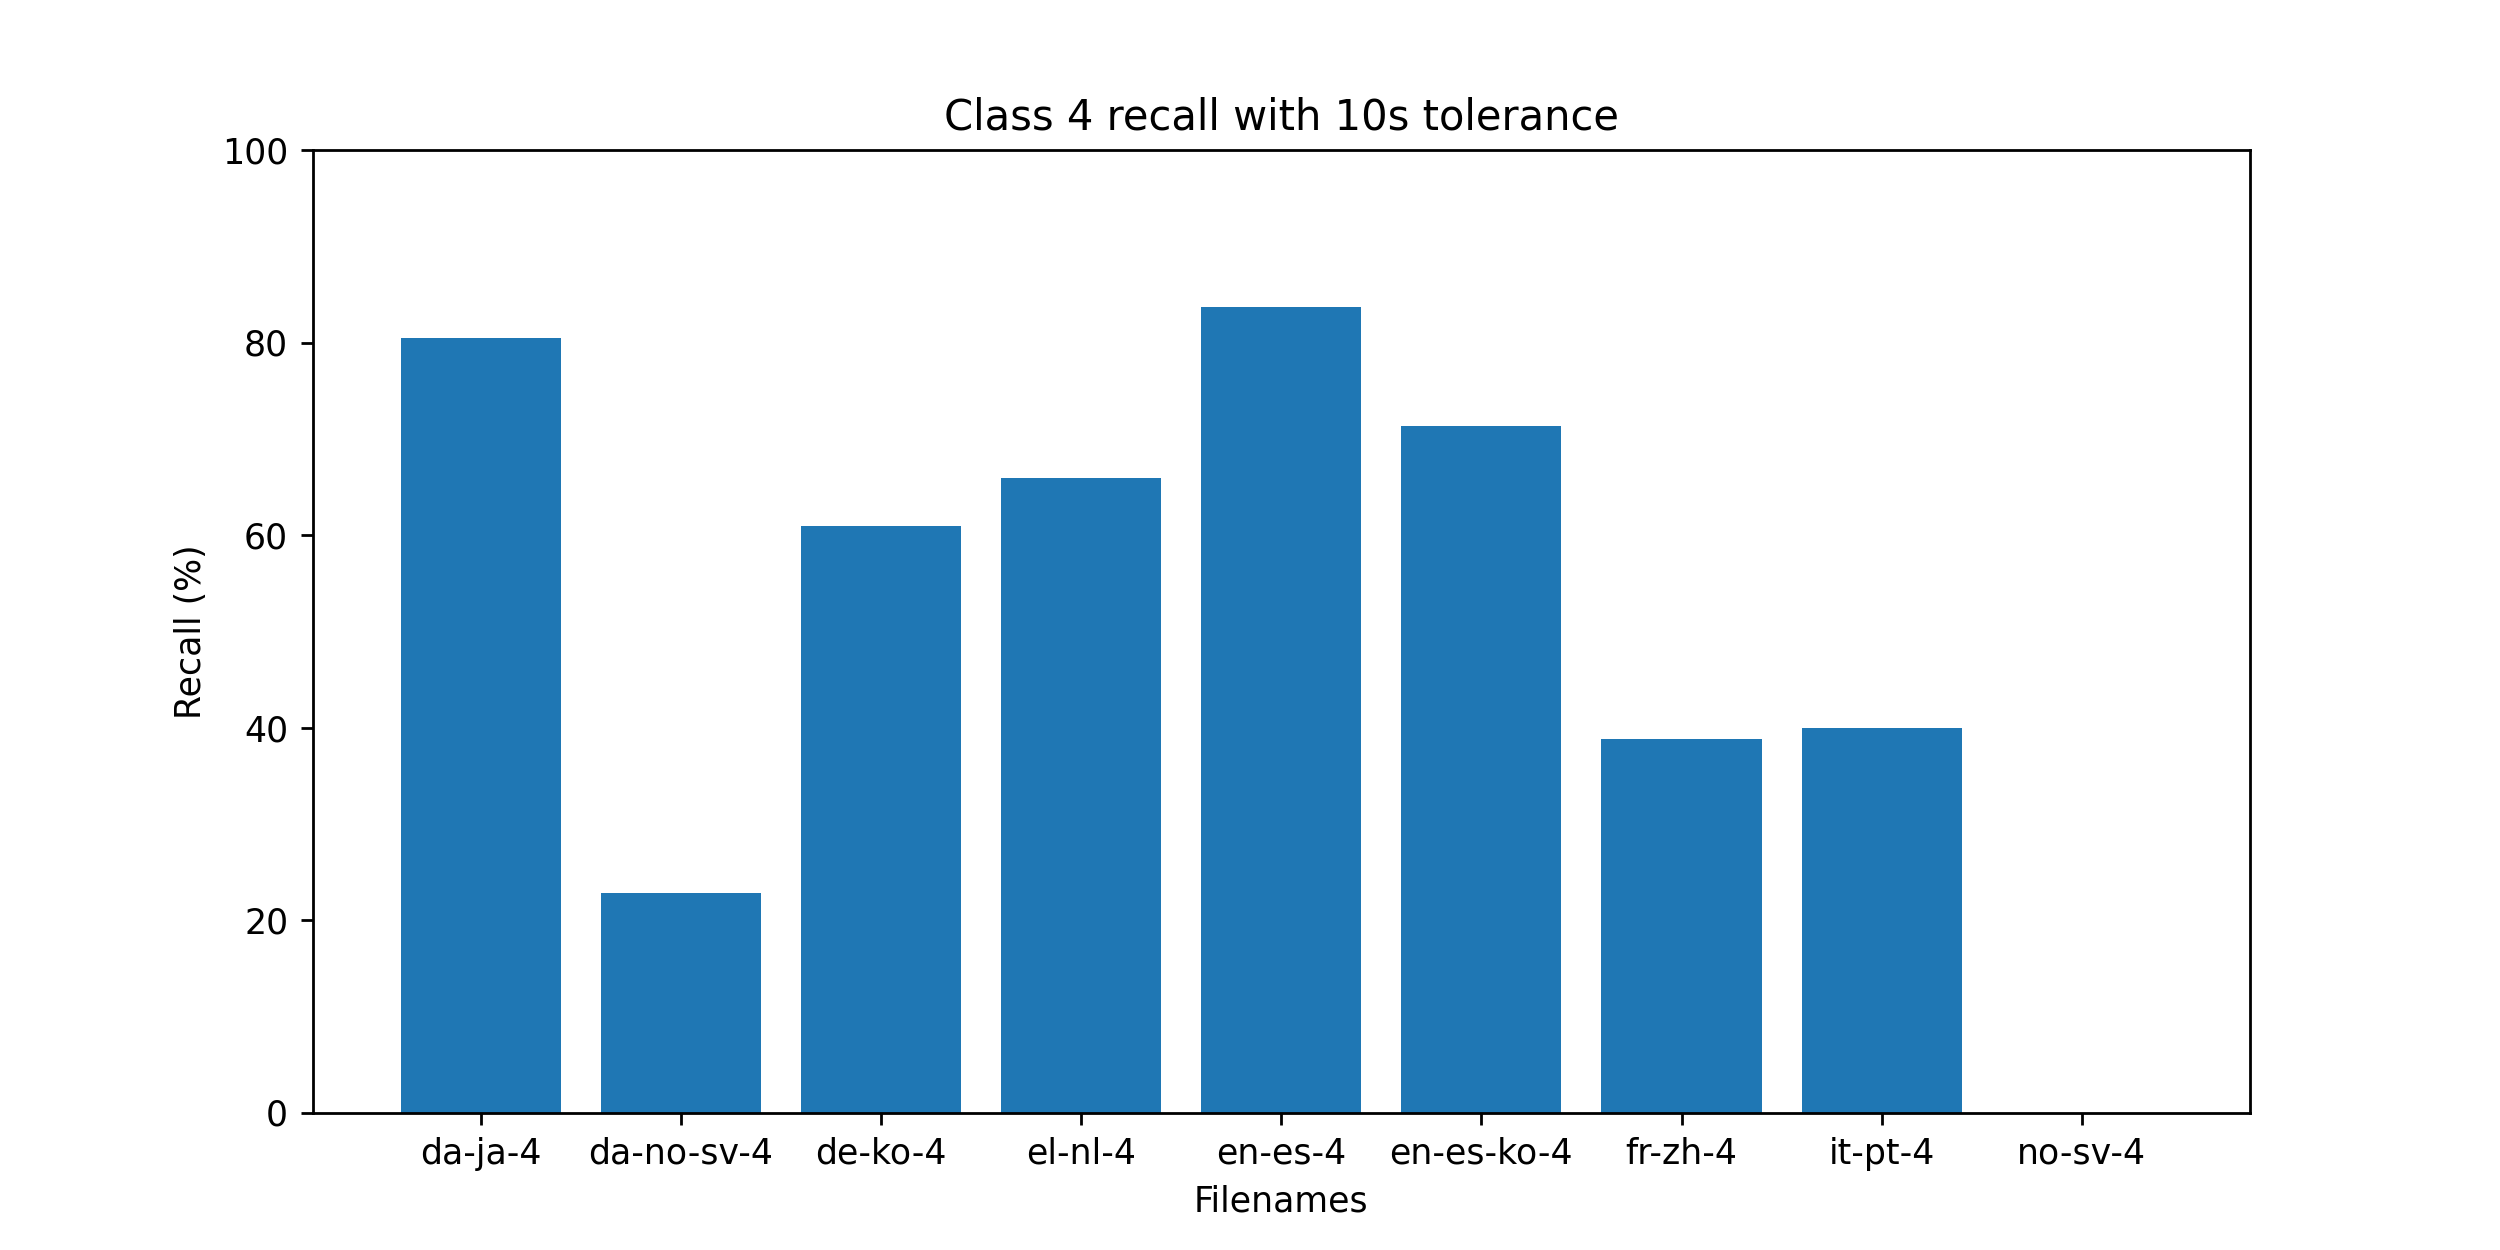 Class 4 recall with 10s tolerance
100
80
60
40
20
0
Recall (%)
da-ja-4 da-no-sv-4 de-ko-4 el-nl-4 en-es-4 en-es-ko-4 fr-zh-4 it-pt-4 no-sv-4
Filenames